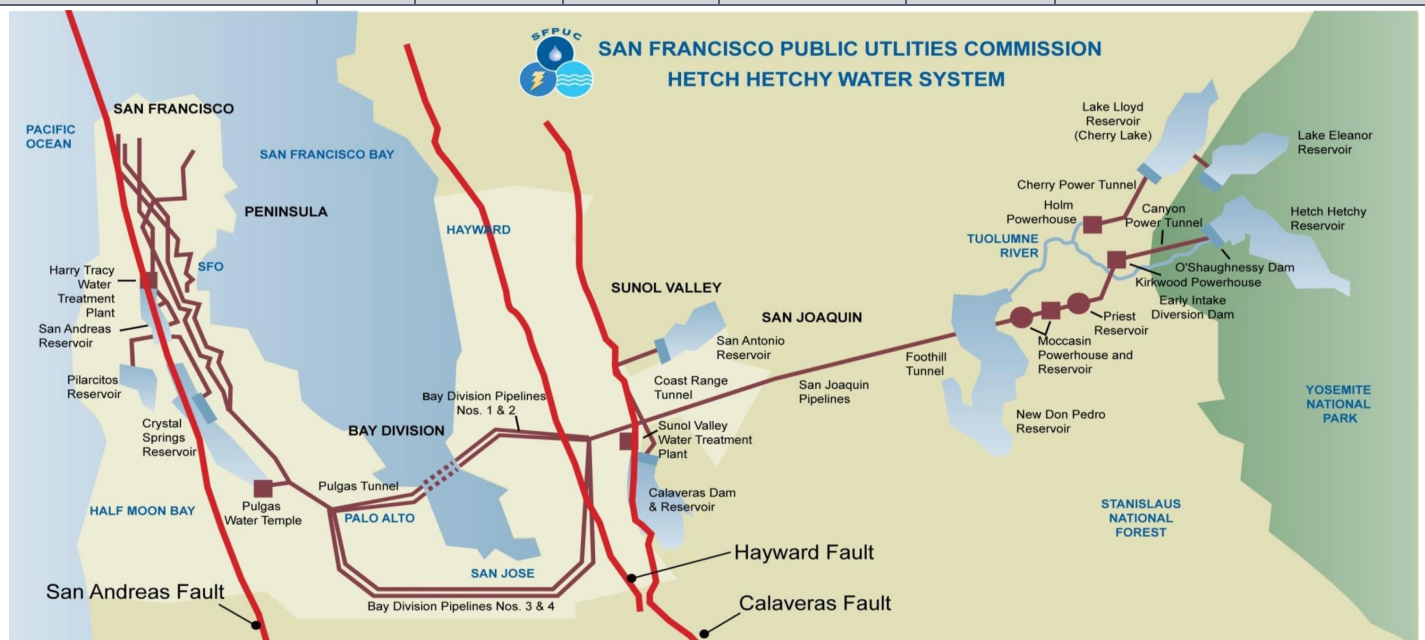 SFPUC
SAN FRANCISCO PUBLIC UTLITIES COMMISSION
HETCH HETCHY WATER SYSTEM
SAN FRANCISCO
PACIFIC
OCEAN
SAN FRANCISCO BAY
PENINSULA
SFO
Harry Tracy
Water
Treatment
Plant
San Andreas
Reservoir
Pilarcitos
Reservoir
Crystal
Springs
Reservoir
HALF MOON BAY
Pulgas
Water Temple
San Andreas Fault
HAYWARD
Bay Division Pipelines
Nos. 1 & 2
BAY DIVISION
Pulgas Tunnel
PALO ALTO
SAN JOSE
Bay Division Pipelines Nos. 3 & 4
SUNOL VALLEY
San Antonio
Reservoir
Coast Range
Tunnel
Sunol Valley
Water Treatment
Plant
Calaveras Dam
& Reservoir
Hayward Fault
Calaveras Fault
SAN JOAQUIN
San Joaquin
Pipelines
Foothill
Tunnel
Lake Lloyd
Reservoir
(Cherry Lake)
Lake Eleanor
Reservoir
Cherry Power Tunnel
Holm
Powerhouse
Canyon
Power Tunnel
Hetch Hetchy
Reservoir
TUOLUMNE
RIVER
O'Shaughnessy Dam
Kirkwood Powerhouse
Early Intake
Diversion Dam
Priest
Reservoir
Moccasin
Powerhouse and
Reservoir
New Don Pedro
Reservoir
YOSEMITE
NATIONAL
PARK
STANISLAUS
NATIONAL
FOREST